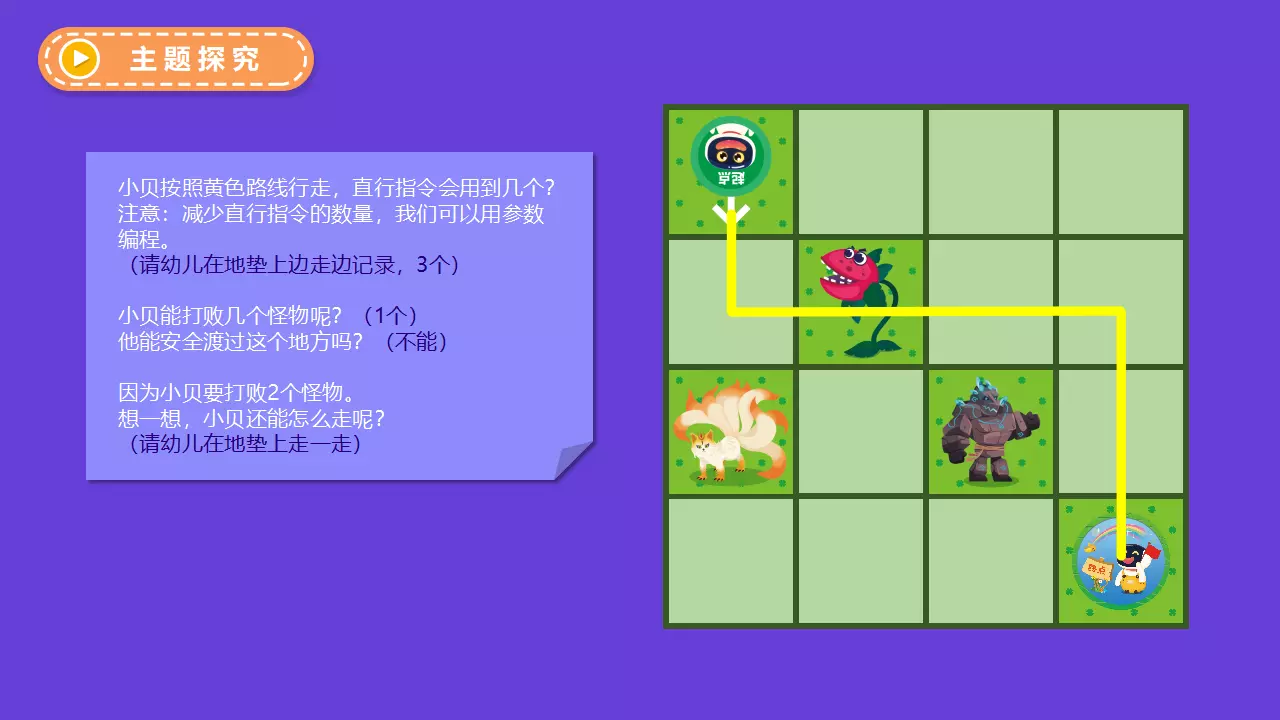 主题探究
小贝按照黄色路线行走，直行指令会用到几个？
注意：减少直行指令的数量，我们可以用参数
编程。
（请幼儿在地垫上边走边记录，3个）
小贝能打败几个怪物呢？（1个）
他能安全渡过这个地方吗？（不能）
因为小贝要打败2个怪物。
想一想，小贝还能怎么走呢？
（请幼儿在地垫上走一走）
起点
终点